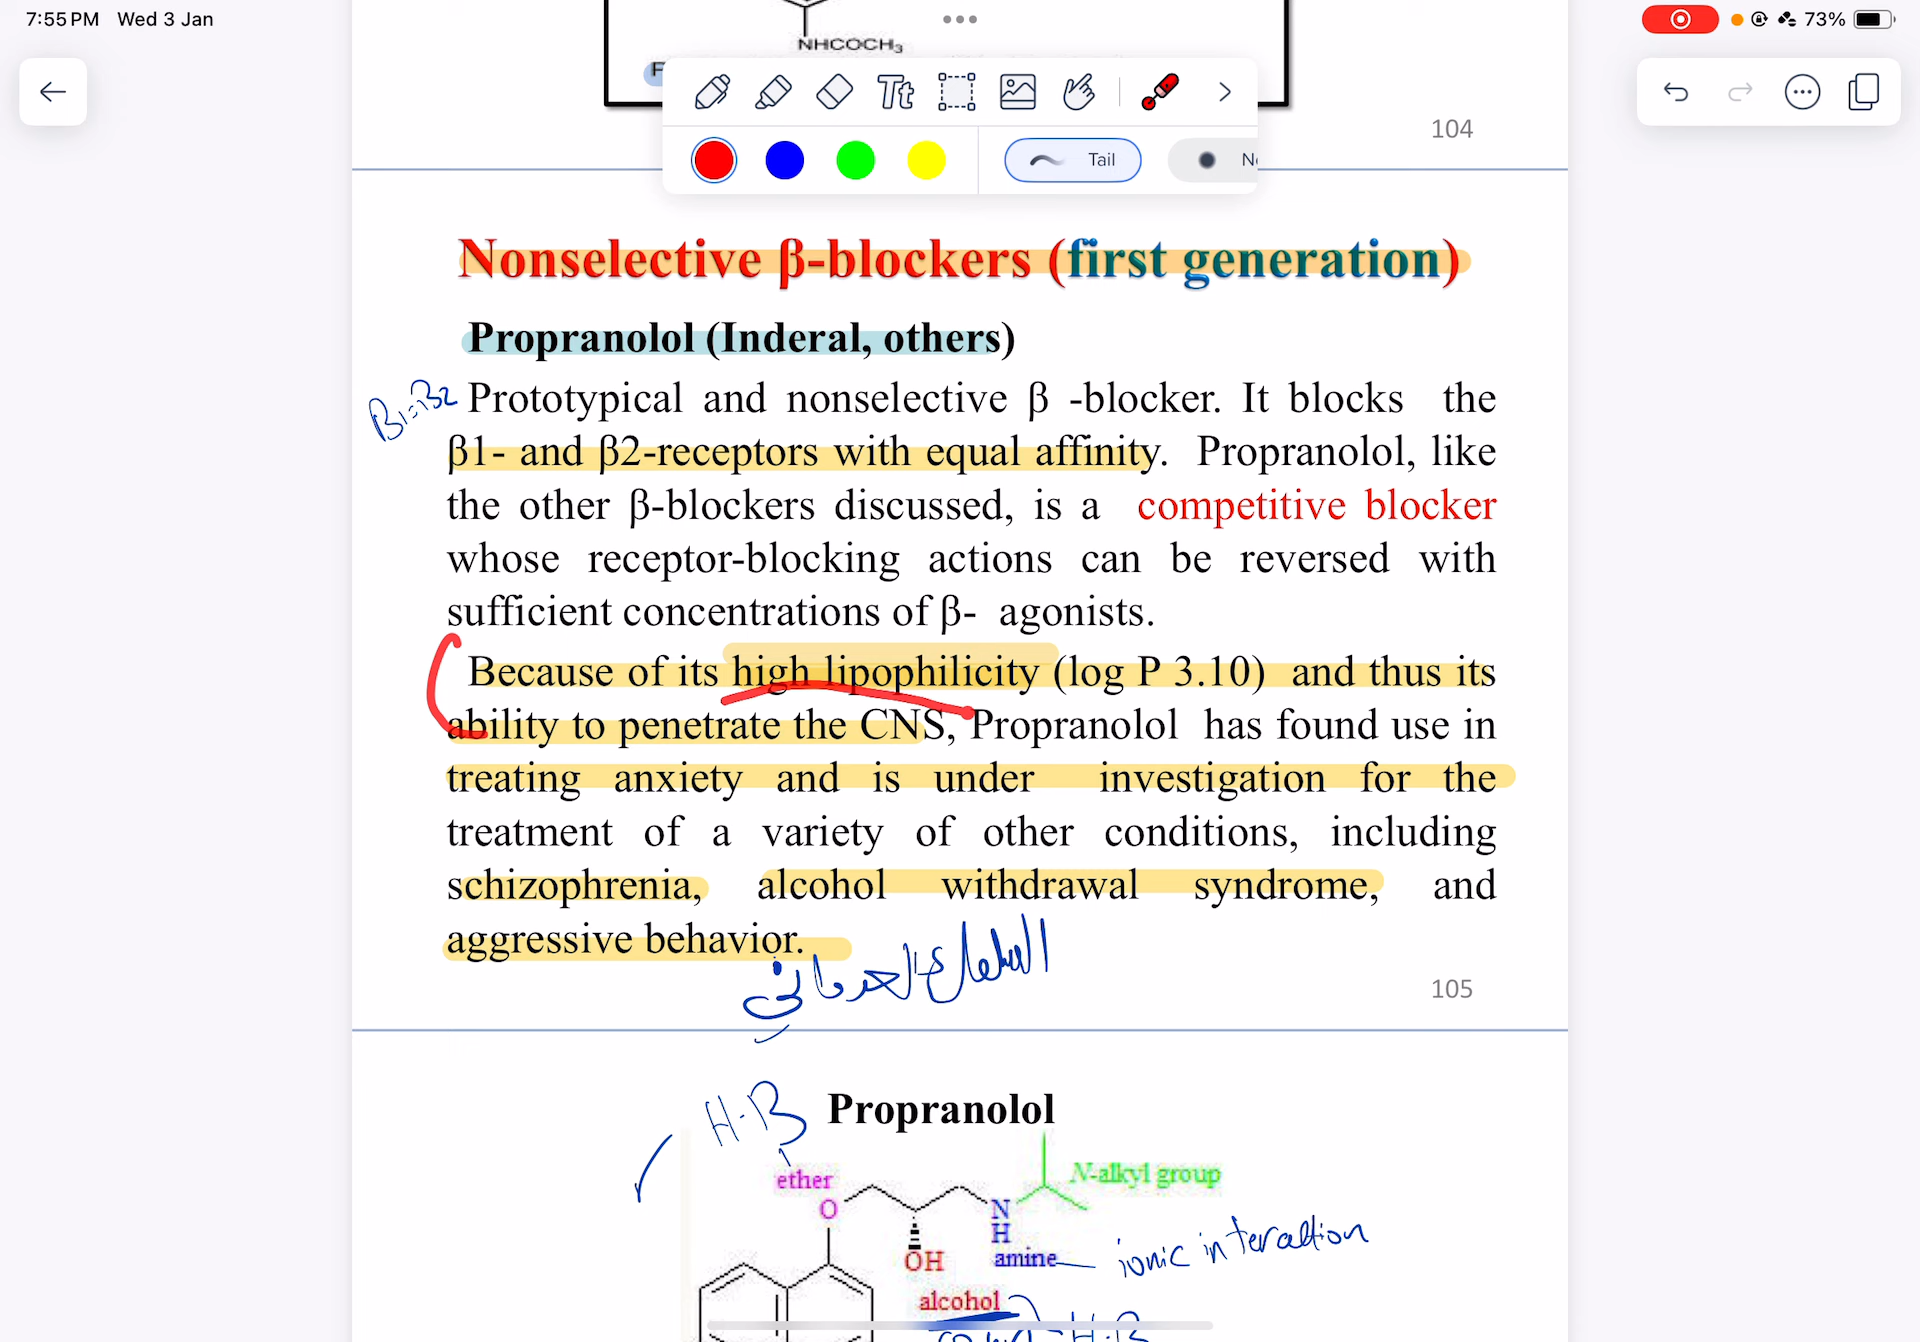 7:55 PM Wed 3 Jan
73%
NHCOCH3
F
Tt
Tail
104
Nonselective β-blockers (first generation)
Propranolol (Inderal, others)
B1=B2
Prototypical and nonselective β -blocker. It blocks the
β1- and β2-receptors with equal affinity. Propranolol, like
the other β-blockers discussed, is a competitive blocker
whose receptor-blocking actions can be reversed with
sufficient concentrations of β- agonists.
Because of its high lipophilicity (log P 3.10) and thus its
ability to penetrate the CNS, Propranolol has found use in
treating anxiety and is under investigation for the
treatment of a variety of other conditions, including
schizophrenia, alcohol withdrawal syndrome, and
aggressive behavior.
105
H-B
Propranolol
ether
N-alkyl group
O
N
H
OH
amine
ionic interaction
alcohol
H-B